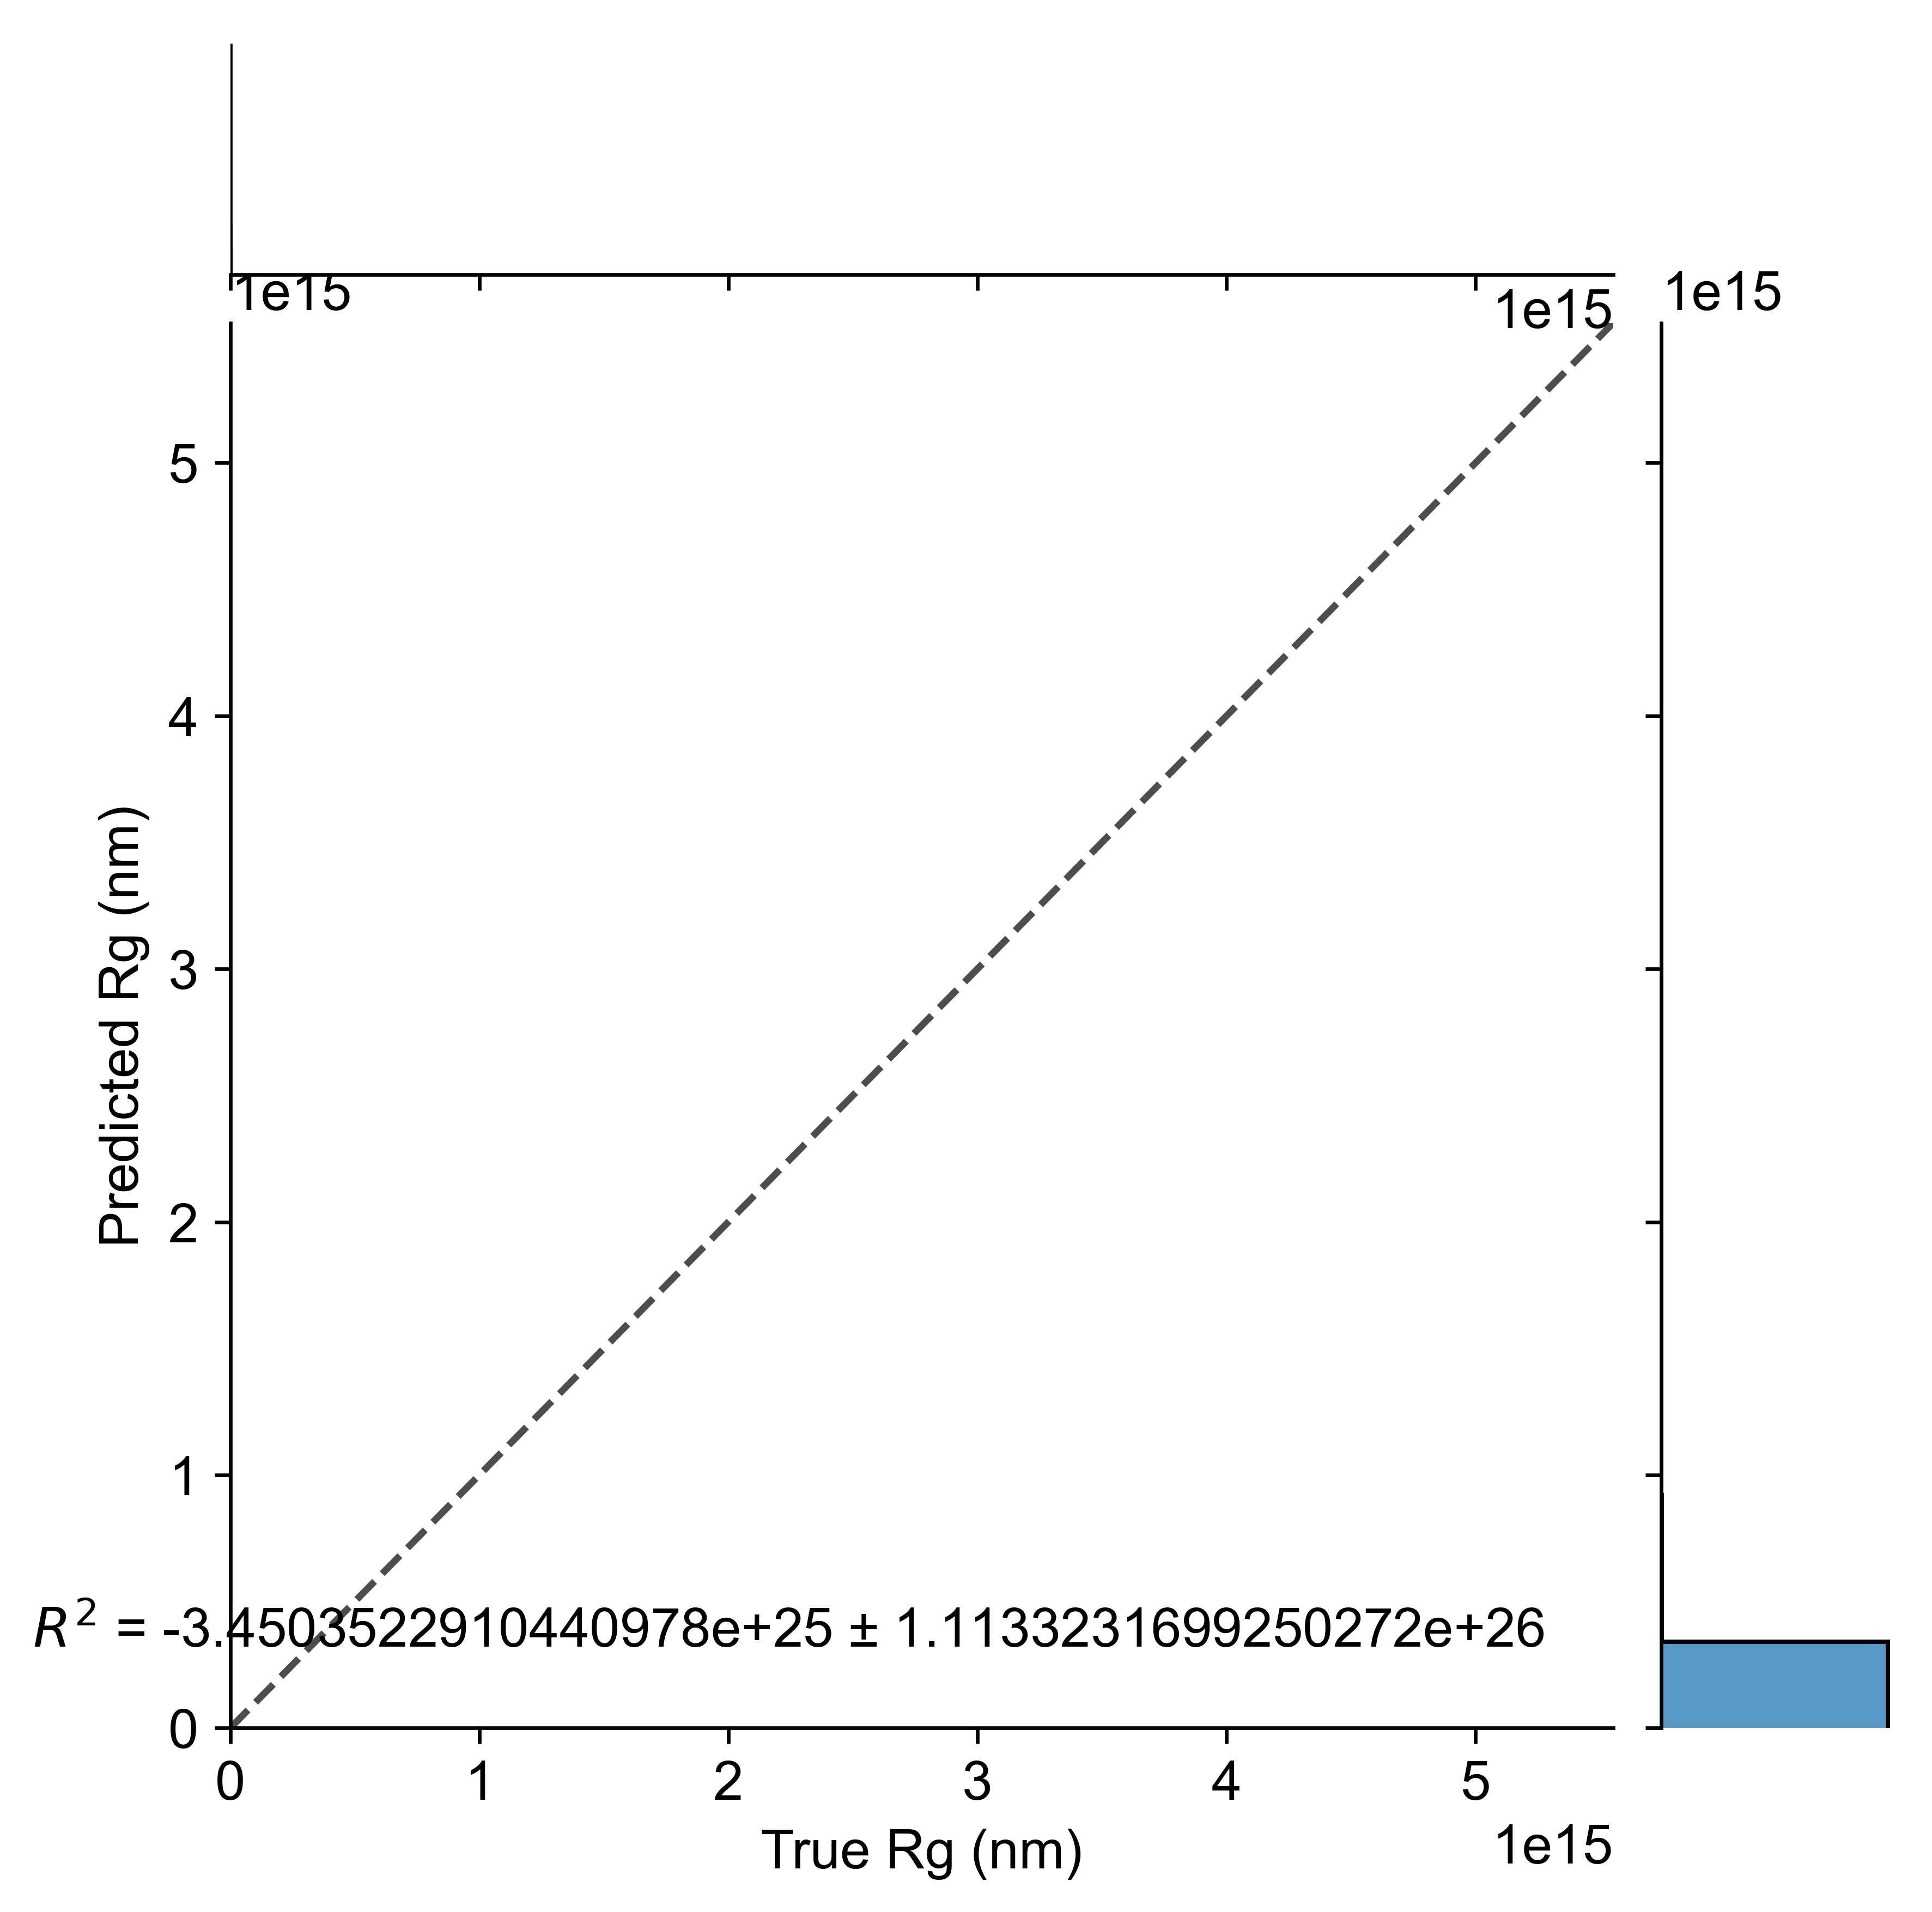 1e15
1e15
1e15
5
4
3
2
1
0
Predicted Rg (nm)
R² = -3.4503522910440978e+25 ± 1.1133231699250272e+26
0 1 2 3 4 5
True Rg (nm)
1e15